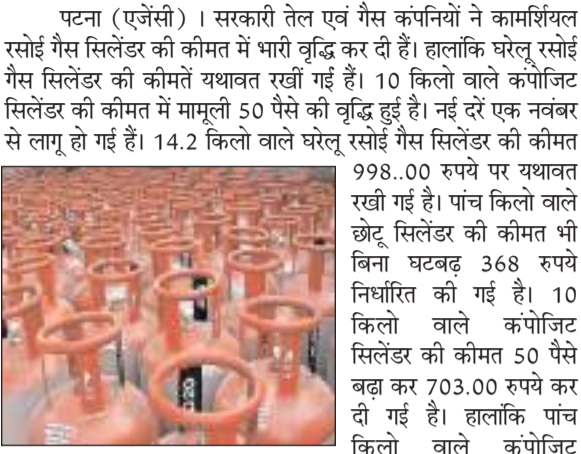 पटना (एजेंसी) । सरकारी तेल एवं गैस कंपनियों ने कामर्शियल
रसोई गैस सिलेंडर की कीमत में भारी वृद्धि कर दी हैं। हालांकि घरेलू रसोई
गैस सिलेंडर की कीमतें यथावत रखीं गई हैं। 10 किलो वाले कंपोजिट
सिलेंडर की कीमत में मामूली 50 पैसे की वृद्धि हुई है। नई दरें एक नवंबर
से लागू हो गई हैं। 14.2 किलो वाले घरेलू रसोई गैस सिलेंडर की कीमत
998..00 रुपये पर यथावत
रखी गई है। पांच किलो वाले
छोटू सिलेंडर की कीमत भी
बिना घटबढ़ 368 रुपये
निर्धारित की गई है। 10
किलो वाले कंपोजिट
सिलेंडर की कीमत 50 पैसे
बढ़ा कर 703.00 रुपये कर
दी गई है। हालांकि पांच
किलो वाले कंपोजिट